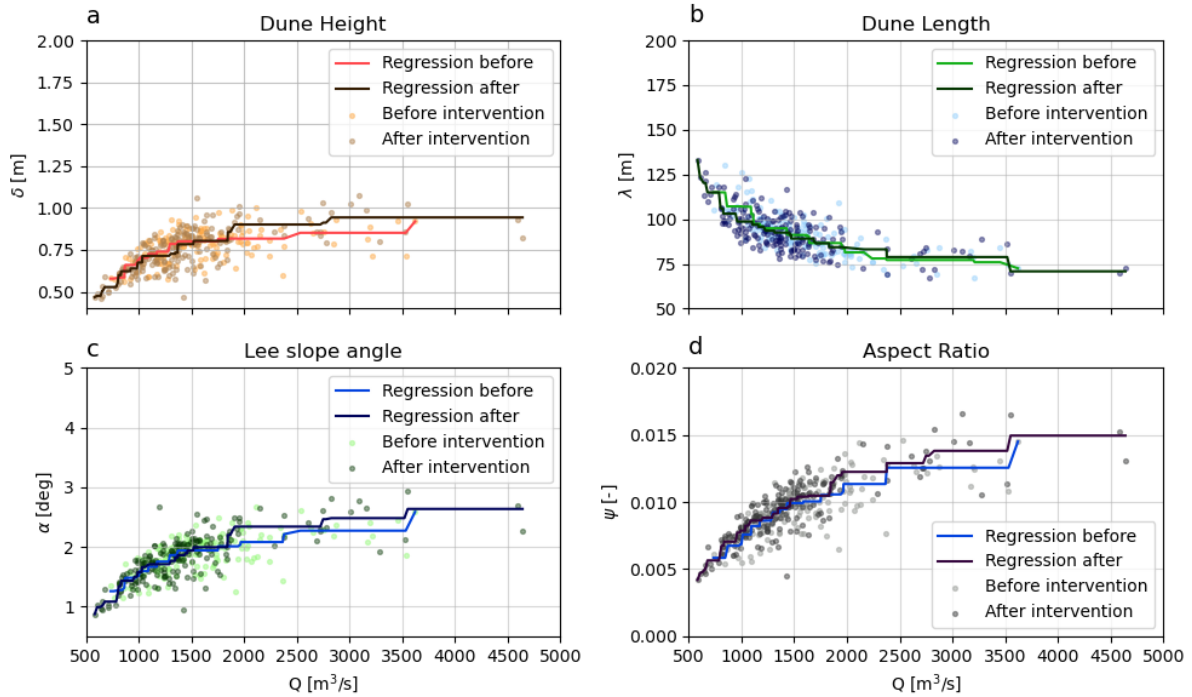 a
Dune Height
2.00
1.75
1.50
1.25
1.00
0.75
0.50
δ [m]
Regression before
Regression after
Before intervention
After intervention
b
Dune Length
200
175
150
125
100
75
50
λ [m]
Regression before
Regression after
Before intervention
After intervention
c
Lee slope angle
5
4
3
2
1
α [deg]
Regression before
Regression after
Before intervention
After intervention
500 1000 1500 2000 2500 3000 3500 4000 4500 5000
Q [m³/s]
d
Aspect Ratio
0.020
0.015
0.010
0.005
0.000
ψ [-]
Regression before
Regression after
Before intervention
After intervention
500 1000 1500 2000 2500 3000 3500 4000 4500 5000
Q [m³/s]